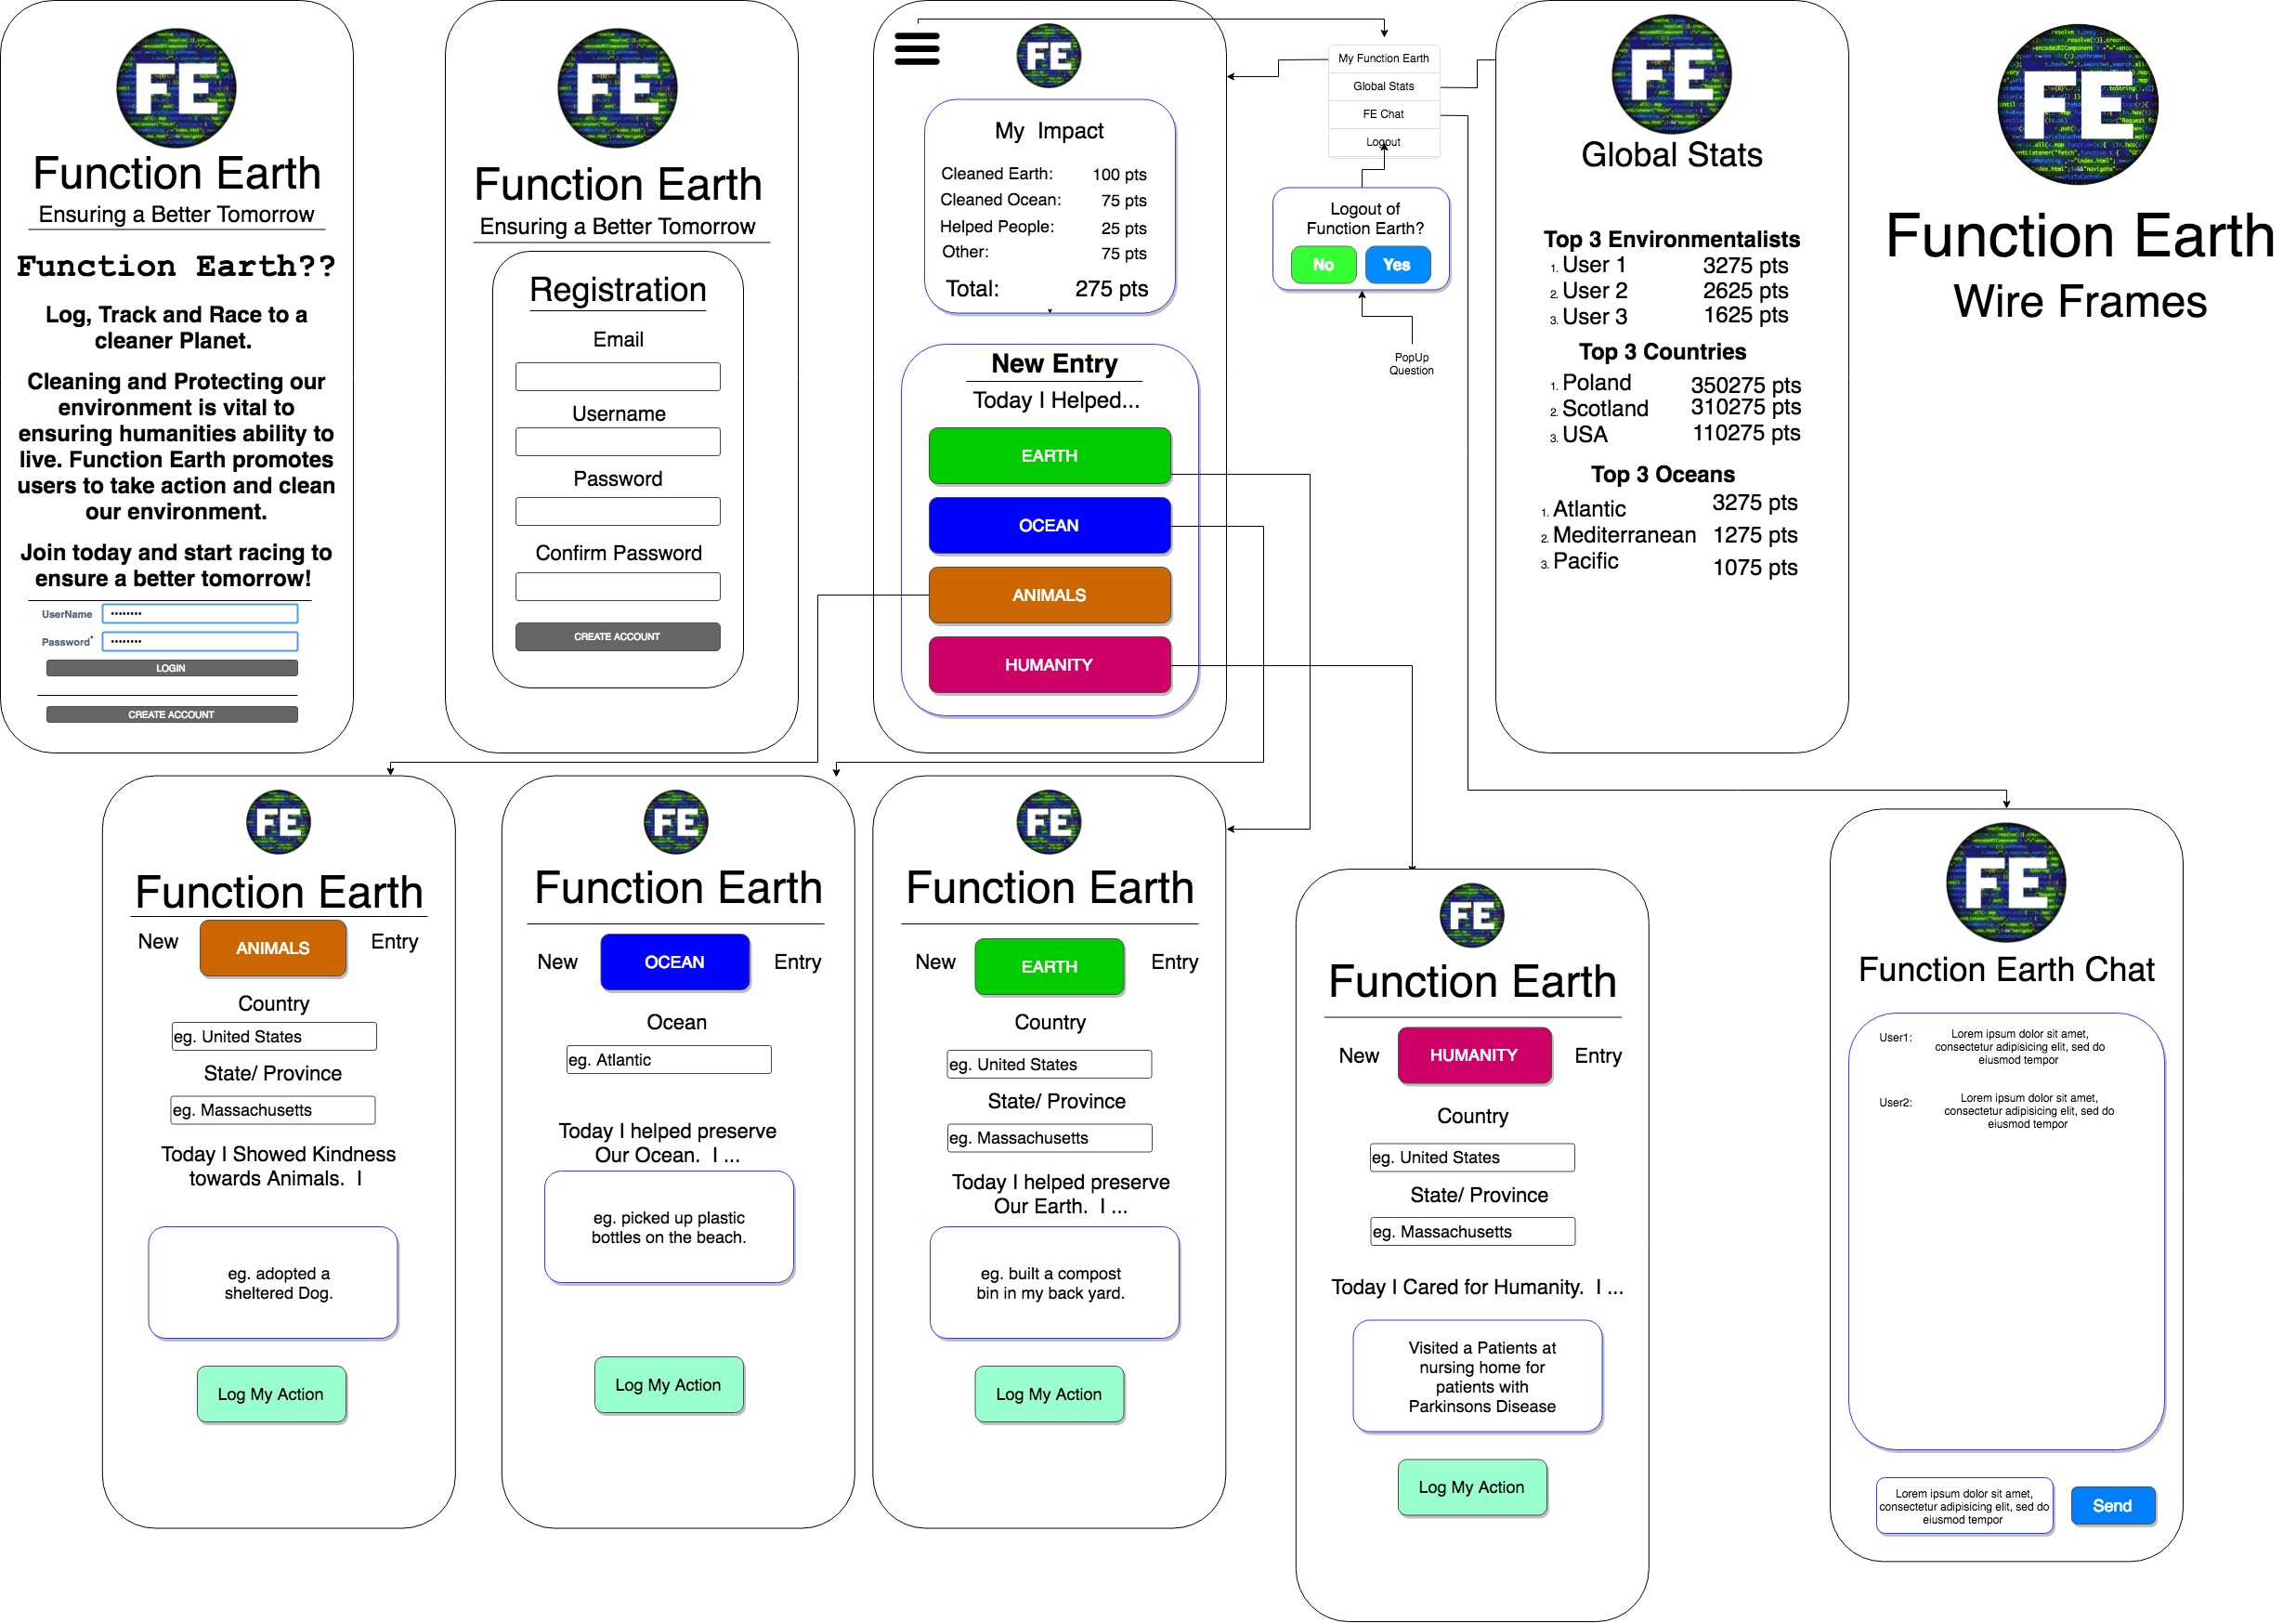 FE
Function Earth
Ensuring a Better Tomorrow
Function Earth??
Log, Track and Race to a
cleaner Planet.
Cleaning and Protecting our
environment is vital to
ensuring humanities ability to
live. Function Earth promotes
users to take action and clean
our environment.
Join today and start racing to
ensure a better tomorrow!
UserName ••••••••
Password* ••••••••
LOGIN
CREATE ACCOUNT
FE
Function Earth
Ensuring a Better Tomorrow
Registration
Email
Username
Password
Confirm Password
CREATE ACCOUNT
FE
My Impact
Cleaned Earth: 100 pts
Cleaned Ocean: 75 pts
Helped People: 25 pts
Other: 75 pts
Total: 275 pts
New Entry
Today I Helped...
EARTH
OCEAN
ANIMALS
HUMANITY
My Function Earth
Global Stats
FE Chat
Logout
Logout of
Function Earth?
No Yes
PopUp
Question
FE
Global Stats
Top 3 Environmentalists
1. User 1 3275 pts
2. User 2 2625 pts
3. User 3 1625 pts
Top 3 Countries
1. Poland 350275 pts
2. Scotland 310275 pts
3. USA 110275 pts
Top 3 Oceans
1. Atlantic 3275 pts
2. Mediterranean 1275 pts
3. Pacific 1075 pts
FE
Function Earth
Wire Frames
FE
Function Earth
New ANIMALS Entry
Country
eg. United States
State/ Province
eg. Massachusetts
Today I Showed Kindness
towards Animals. I
eg. adopted a
sheltered Dog.
Log My Action
FE
Function Earth
New OCEAN Entry
Ocean
eg. Atlantic
Today I helped preserve
Our Ocean. I ...
eg. picked up plastic
bottles on the beach.
Log My Action
FE
Function Earth
New EARTH Entry
Country
eg. United States
State/ Province
eg. Massachusetts
Today I helped preserve
Our Earth. I ...
eg. built a compost
bin in my back yard.
Log My Action
FE
Function Earth
New HUMANITY Entry
Country
eg. United States
State/ Province
eg. Massachusetts
Today I Cared for Humanity. I ...
Visited a Patients at
nursing home for
patients with
Parkinsons Disease
Log My Action
FE
Function Earth Chat
User1: Lorem ipsum dolor sit amet,
consectetur adipisicing elit, sed do
eiusmod tempor
User2: Lorem ipsum dolor sit amet,
consectetur adipisicing elit, sed do
eiusmod tempor
Lorem ipsum dolor sit amet,
consectetur adipisicing elit, sed do
eiusmod tempor
Send